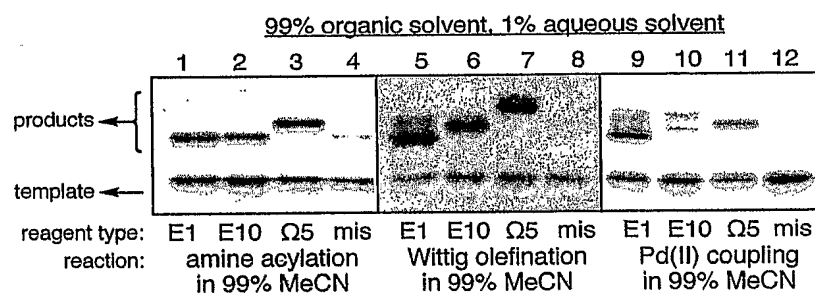 99% organic solvent, 1% aqueous solvent
1 2 3 4 5 6 7 8 9 10 11 12
products
template
reagent type: E1 E10 Ω5 mis E1 E10 Ω5 mis E1 E10 Ω5 mis
reaction: amine acylation Wittig olefination Pd(II) coupling
in 99% MeCN in 99% MeCN in 99% MeCN